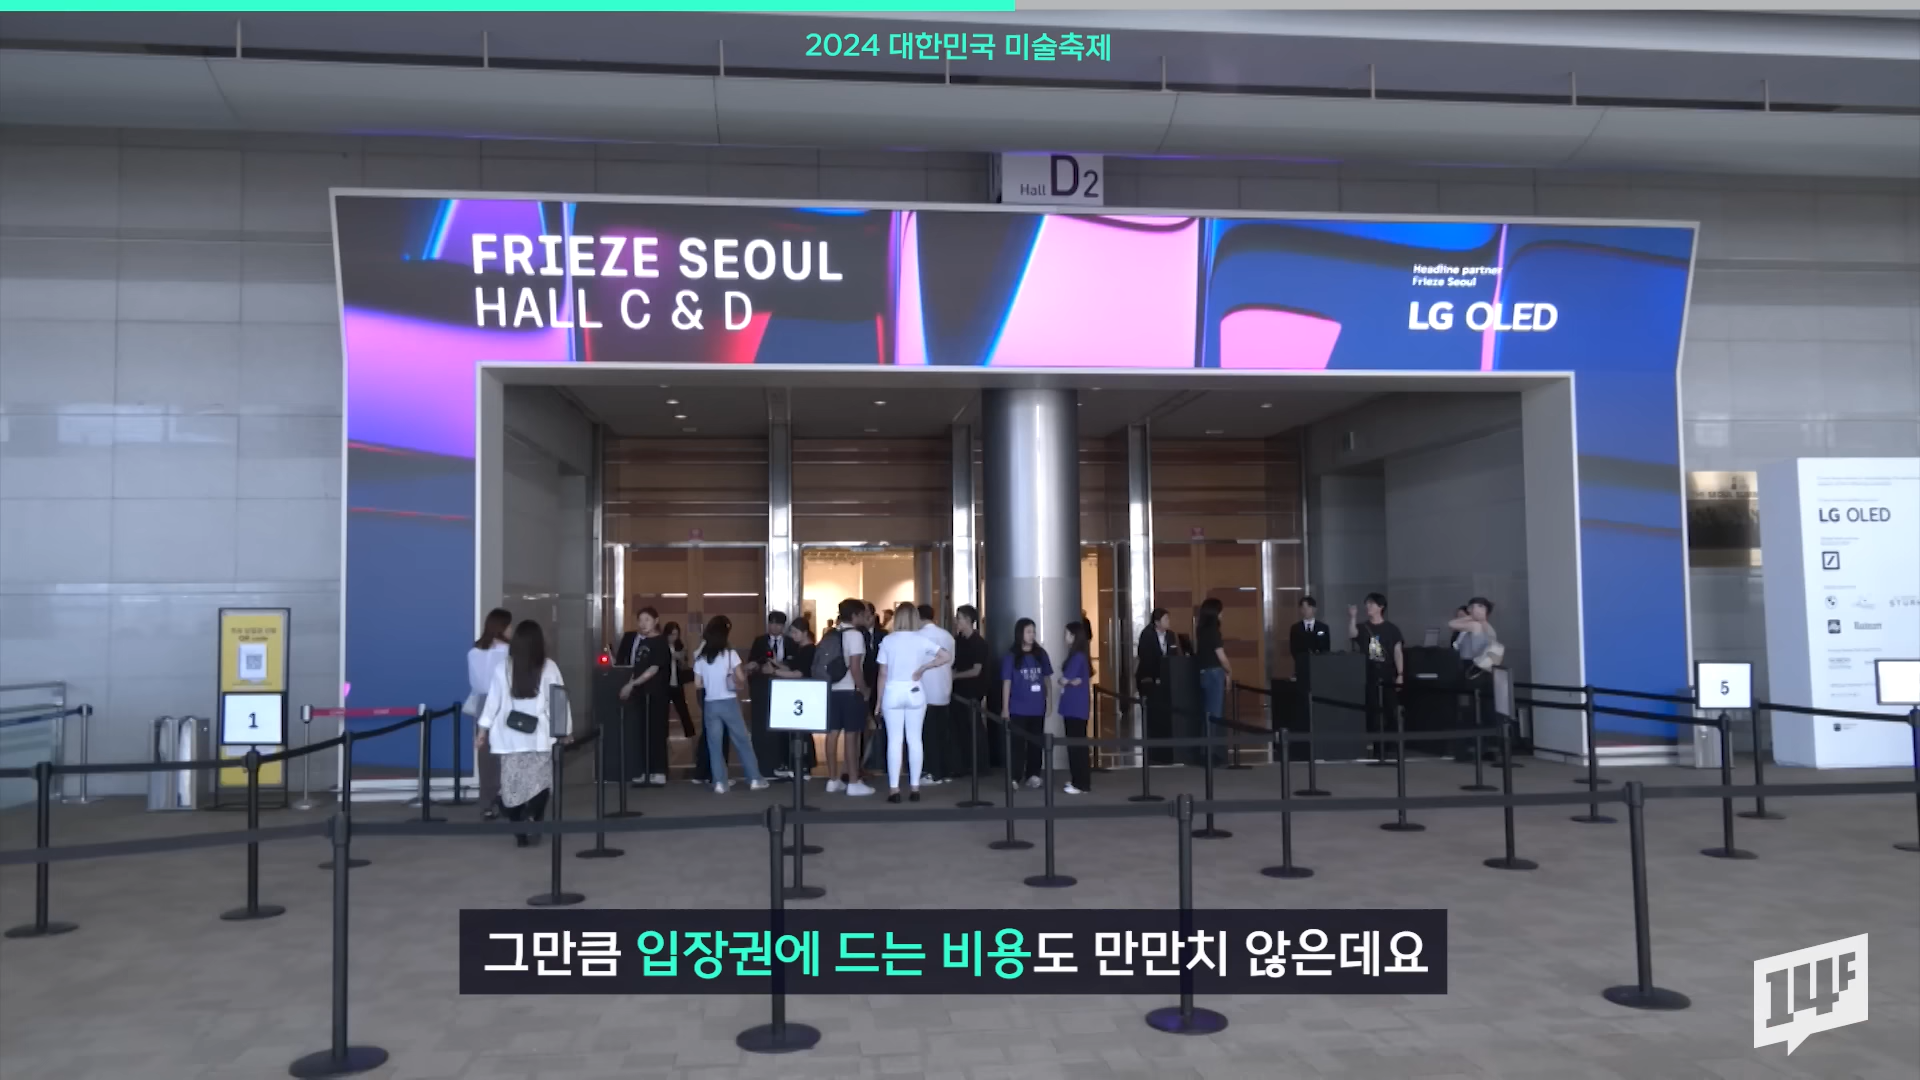 2024 대한민국 미술축제
Hall D2
FRIEZE SEOUL
HALL C & D
Headline partner
Frieze Seoul
LG OLED
LG OLED
QR code
1
3
5
그만큼 입장권에 드는 비용도 만만치 않은데요
14F